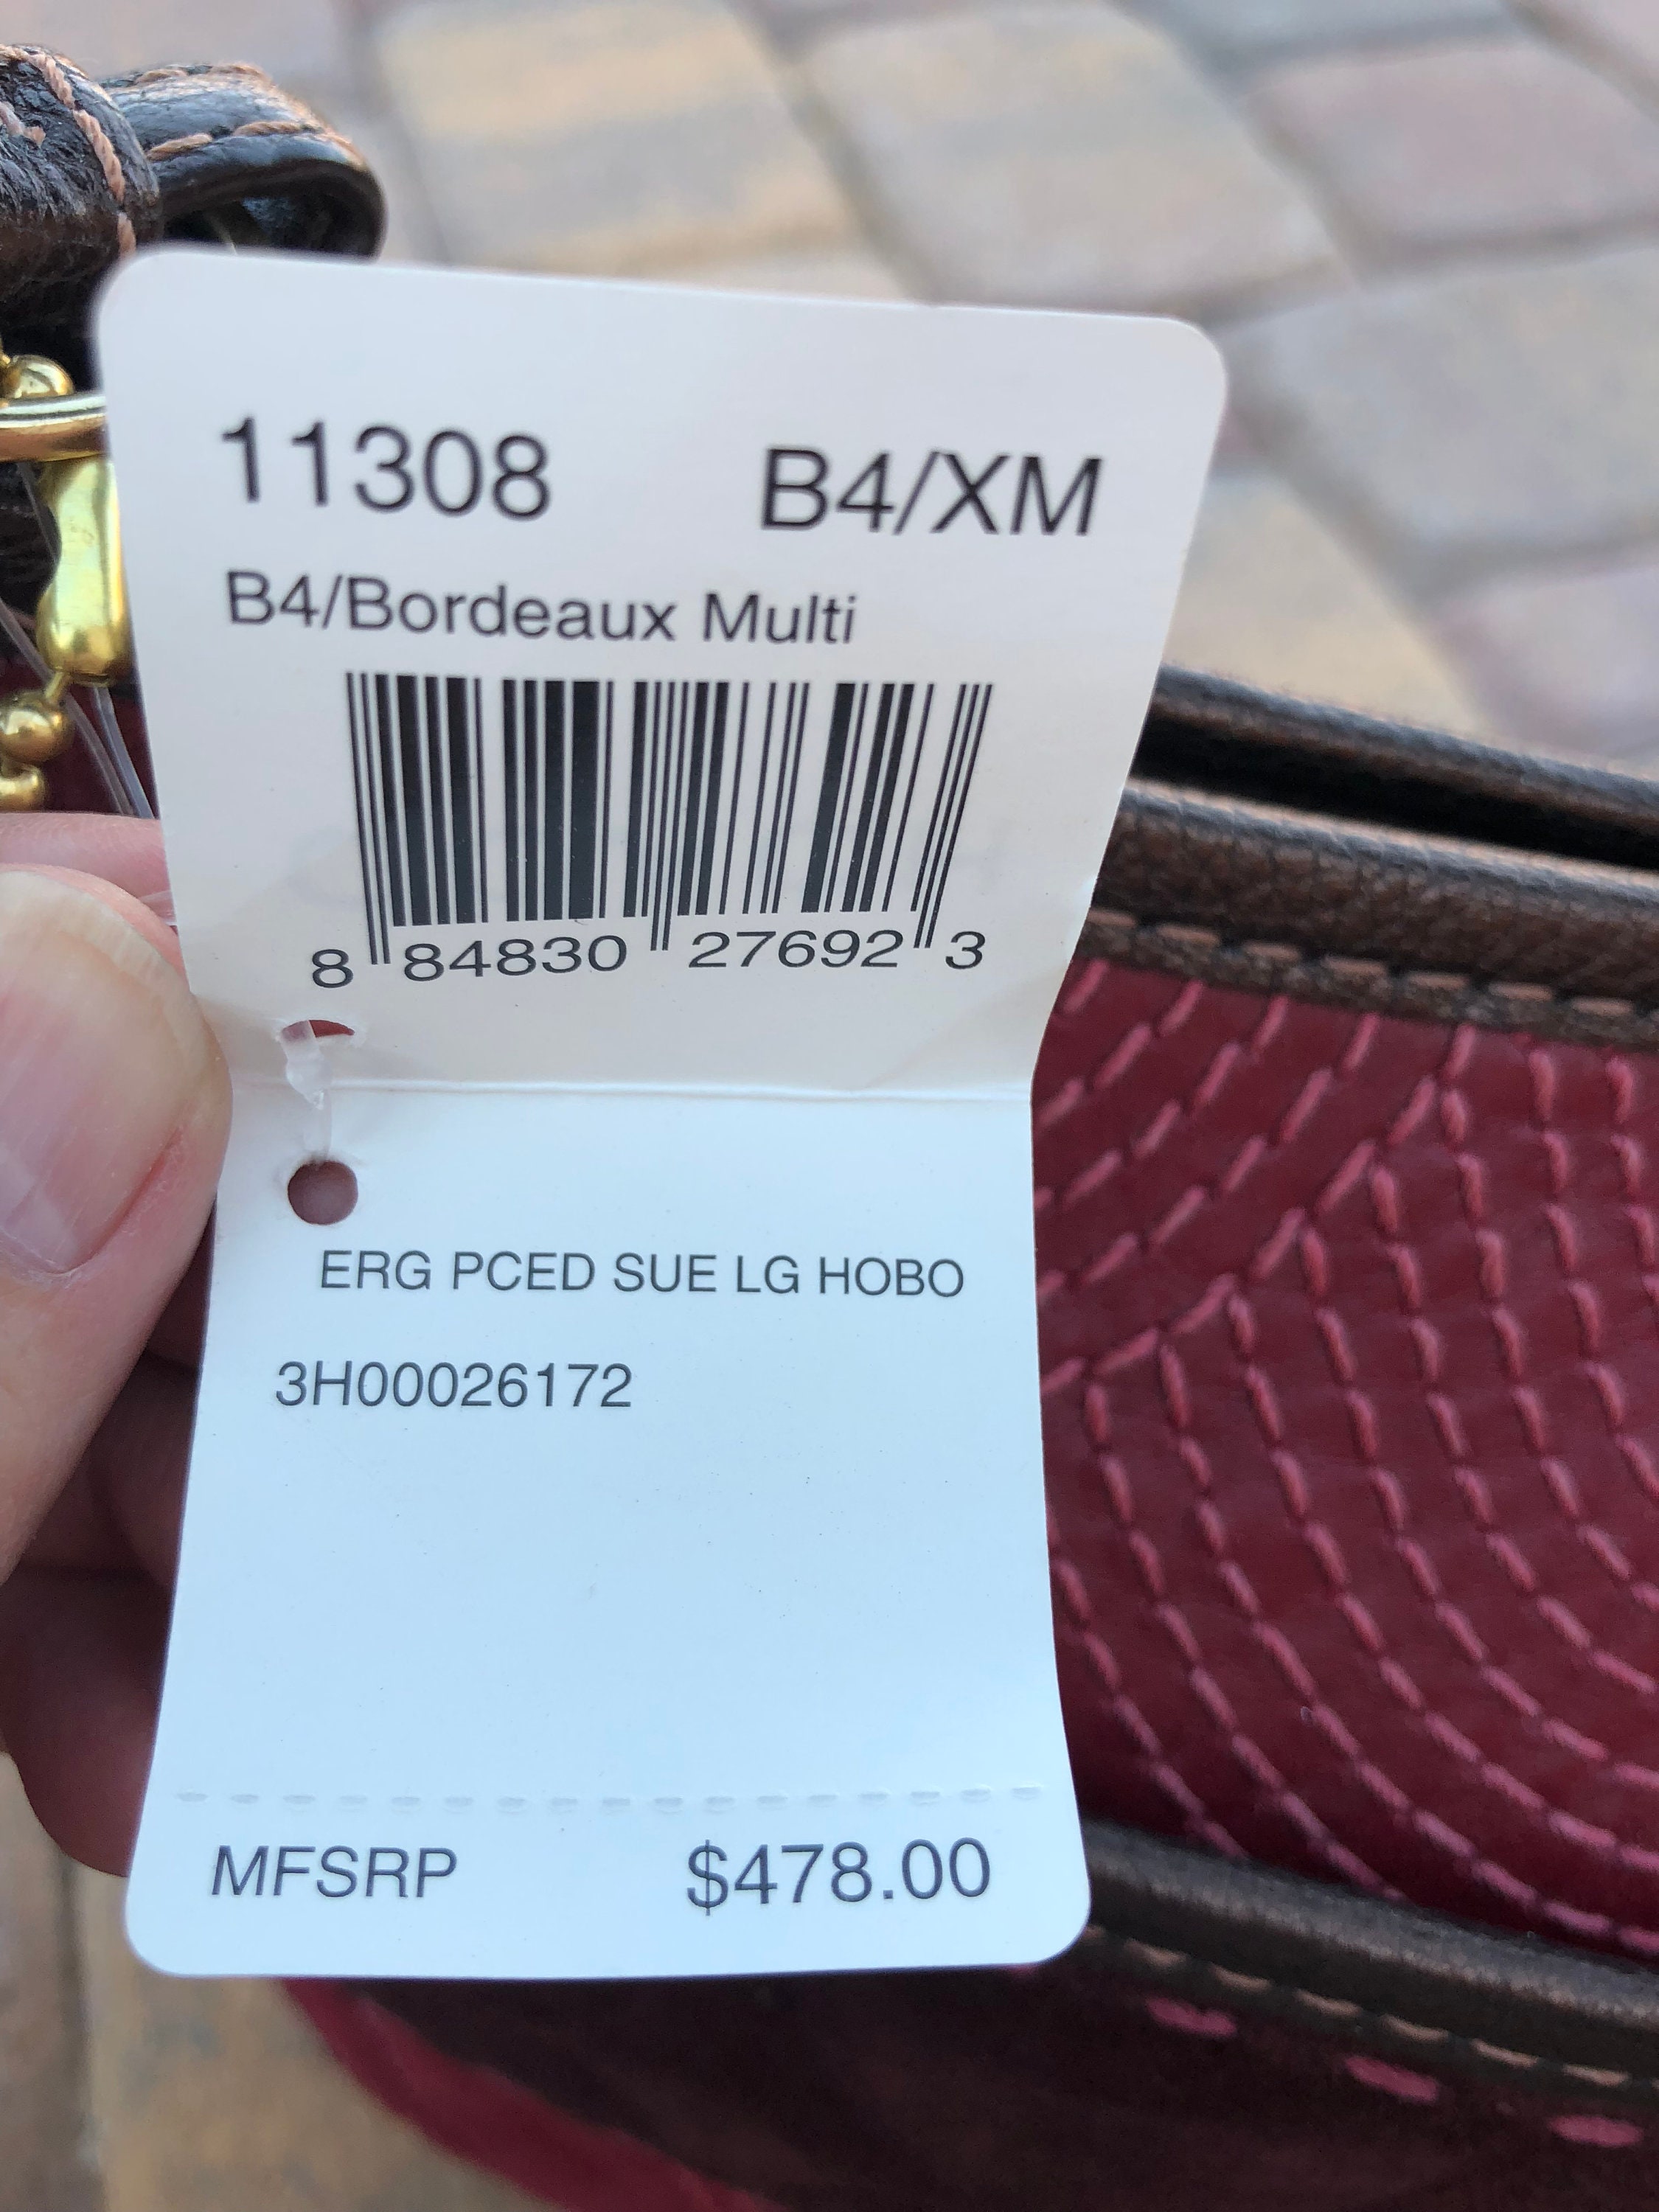 11308 B4/XM
B4/Bordeaux Multi
8 84830 27692 3
ERG PCED SUE LG HOBO
3H00026172
MFSRP $478.00